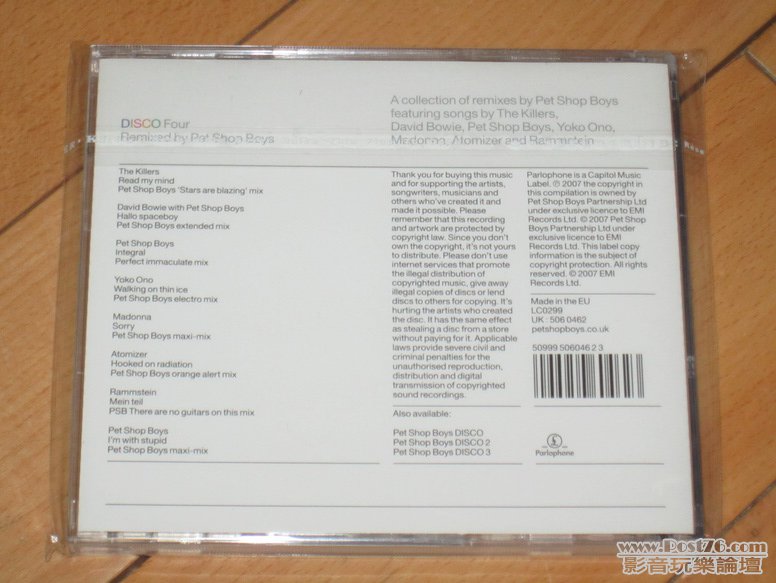 DISCO Four
Remixed by Pet Shop Boys
A collection of remixes by Pet Shop Boys
featuring songs by The Killers,
David Bowie, Pet Shop Boys, Yoko Ono,
Madonna, Atomizer and Rammstein
The Killers
Read my mind
Pet Shop Boys 'Stars are blazing' mix
David Bowie with Pet Shop Boys
Hallo spaceboy
Pet Shop Boys extended mix
Pet Shop Boys
Integral
Perfect immaculate mix
Yoko Ono
Walking on thin ice
Pet Shop Boys electro mix
Madonna
Sorry
Pet Shop Boys maxi-mix
Atomizer
Hooked on radiation
Pet Shop Boys orange alert mix
Rammstein
Mein teil
PSB There are no guitars on this mix
Pet Shop Boys
I'm with stupid
Pet Shop Boys maxi-mix
Thank you for buying this music
and for supporting the artists,
songwriters, musicians and
others who've created it and
made it possible. Please
remember that this recording
and artwork are protected by
copyright law. Since you don't
own the copyright, it's not yours
to distribute. Please don't use
internet services that promote
the illegal distribution of
copyrighted music, give away
illegal copies of discs or lend
discs to others for copying. It's
hurting the artists who created
the disc. It has the same effect
as stealing a disc from a store
without paying for it. Applicable
laws provide severe civil and
criminal penalties for the
unauthorised reproduction,
distribution and digital
transmission of copyrighted
sound recordings.
Also available:
Pet Shop Boys DISCO
Pet Shop Boys DISCO 2
Pet Shop Boys DISCO 3
Parlophone is a Capitol Music
Label. ℗ 2007 the copyright in
this compilation is owned by
Pet Shop Boys Partnership Ltd
under exclusive licence to EMI
Records Ltd. © 2007 Pet Shop
Boys Partnership Ltd under
exclusive licence to EMI
Records Ltd. This label copy
information is the subject of
copyright protection. All rights
reserved. © 2007 EMI
Records Ltd.
Made in the EU
LC0299
UK : 506 0462
petshopboys.co.uk
50999 506046 2 3
Parlophone
www.Post76.com
影音玩樂論壇